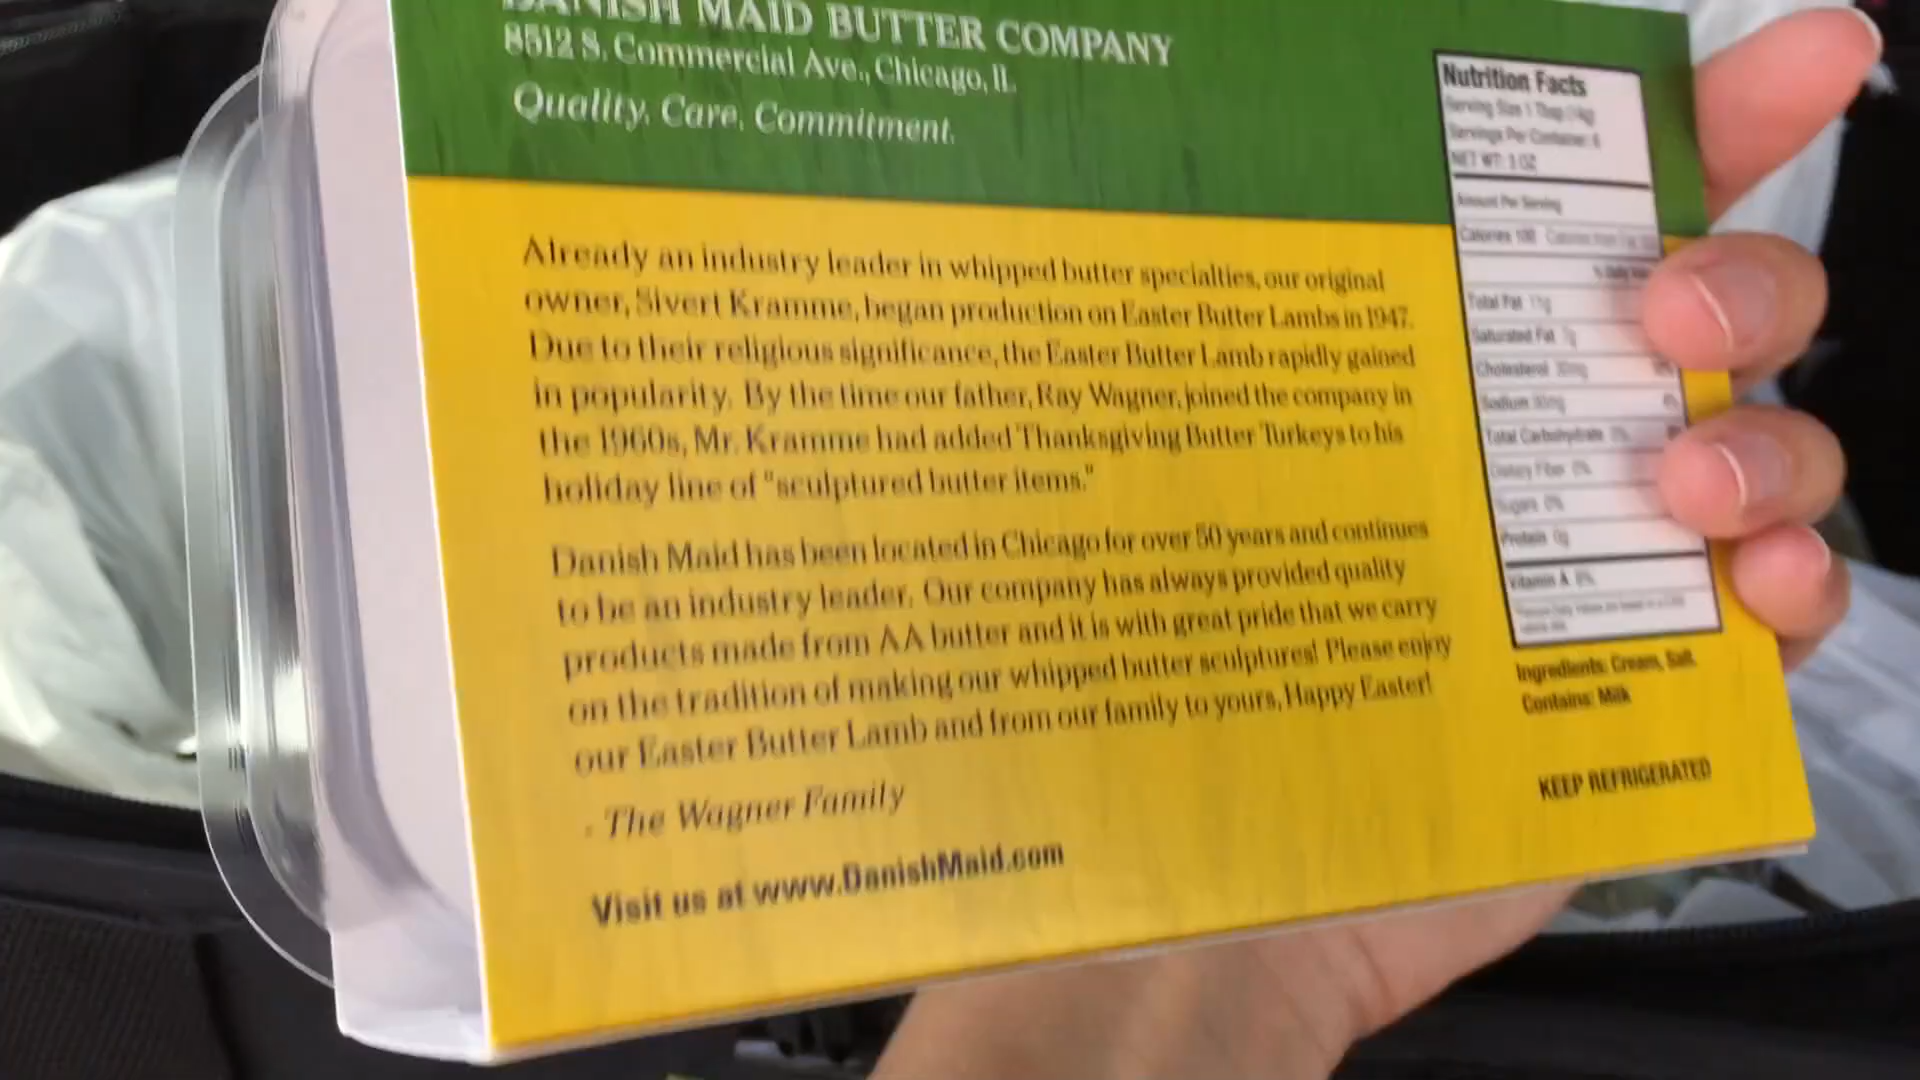 DANISH MAID BUTTER COMPANY
8512 S. Commercial Ave., Chicago, IL
Quality. Care. Commitment.
Already an industry leader in whipped butter specialties, our original
owner, Sivert Kramme, began production on Easter Butter Lambs in 1947.
Due to their religious significance, the Easter Butter Lamb rapidly gained
in popularity. By the time our father, Ray Wagner, joined the company in
the 1960s, Mr. Kramme had added Thanksgiving Butter Turkeys to his
holiday line of "sculptured butter items."
Danish Maid has been located in Chicago for over 50 years and continues
to be an industry leader. Our company has always provided quality
products made from AA butter and it is with great pride that we carry
on the tradition of making our whipped butter sculptures! Please enjoy
our Easter Butter Lamb and from our family to yours, Happy Easter!
- The Wagner Family
Visit us at www.DanishMaid.com
Nutrition Facts
Serving Size 1 Tbsp (14g)
Servings Per Container: 6
NET WT: 3 OZ
Amount Per Serving
Calories 100 Calories from Fat
% Daily
Total Fat 11g
Saturated Fat 7g
Cholesterol 30mg
Sodium
Total Carbohydrate 0%
Dietary Fiber 0%
Sugars 0%
Protein 0g
Vitamin A 8%
Ingredients: Cream, Salt.
Contains: Milk
KEEP REFRIGERATED